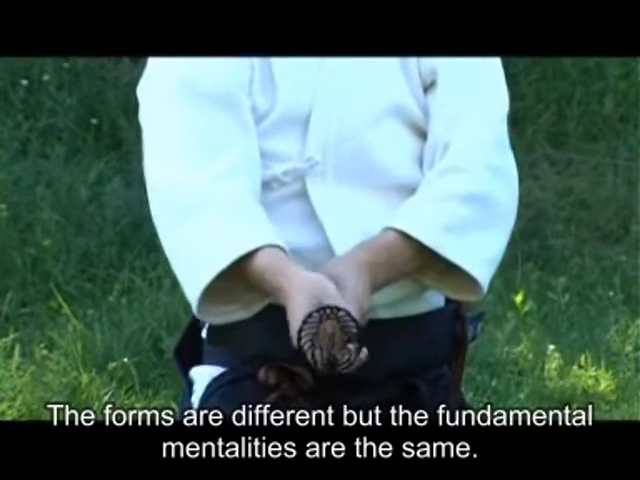 The forms are different but the fundamental
mentalities are the same.